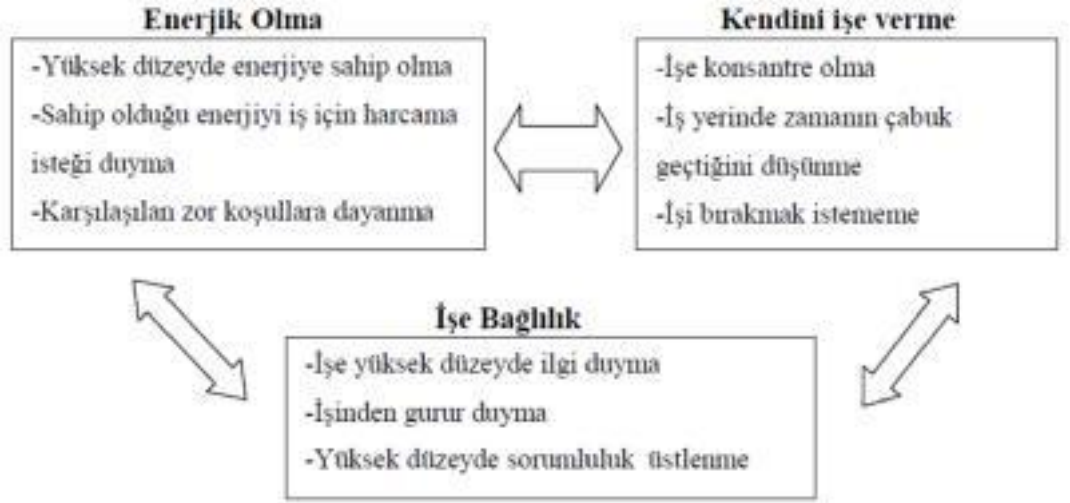 Enerjik Olma
-Yüksek düzeyde enerjiye sahip olma
-Sahip olduğu enerjiyi iş için harcama
isteği duyma
-Karşılaşılan zor koşullara dayanma
Kendini işe verme
-İşe konsantre olma
-İş yerinde zamanın çabuk
geçtiğini düşünme
-İşi bırakmak istememe
İşe Bağlılık
-İşe yüksek düzeyde ilgi duyma
-İşinden gurur duyma
-Yüksek düzeyde sorumluluk üstlenme